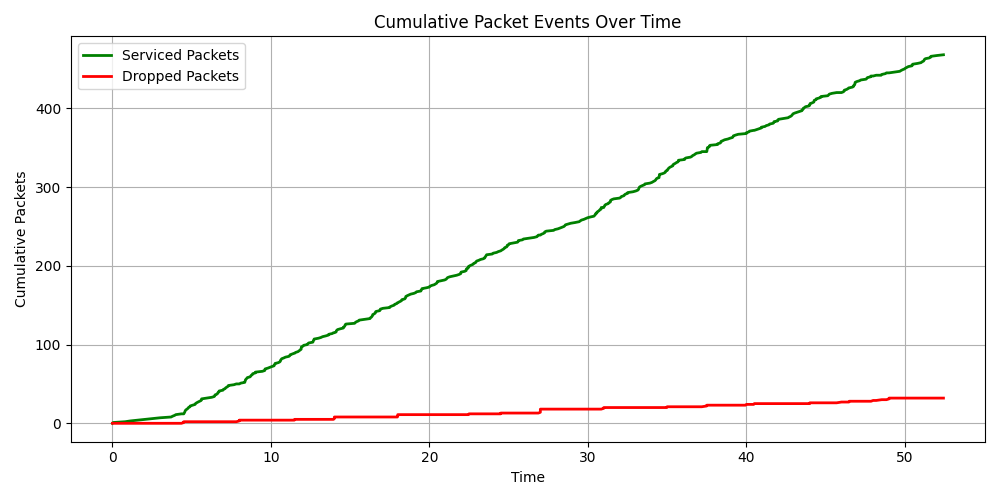 Cumulative Packet Events Over Time
Serviced Packets
Dropped Packets
Cumulative Packets
400
300
200
100
0
0 10 20 30 40 50
Time